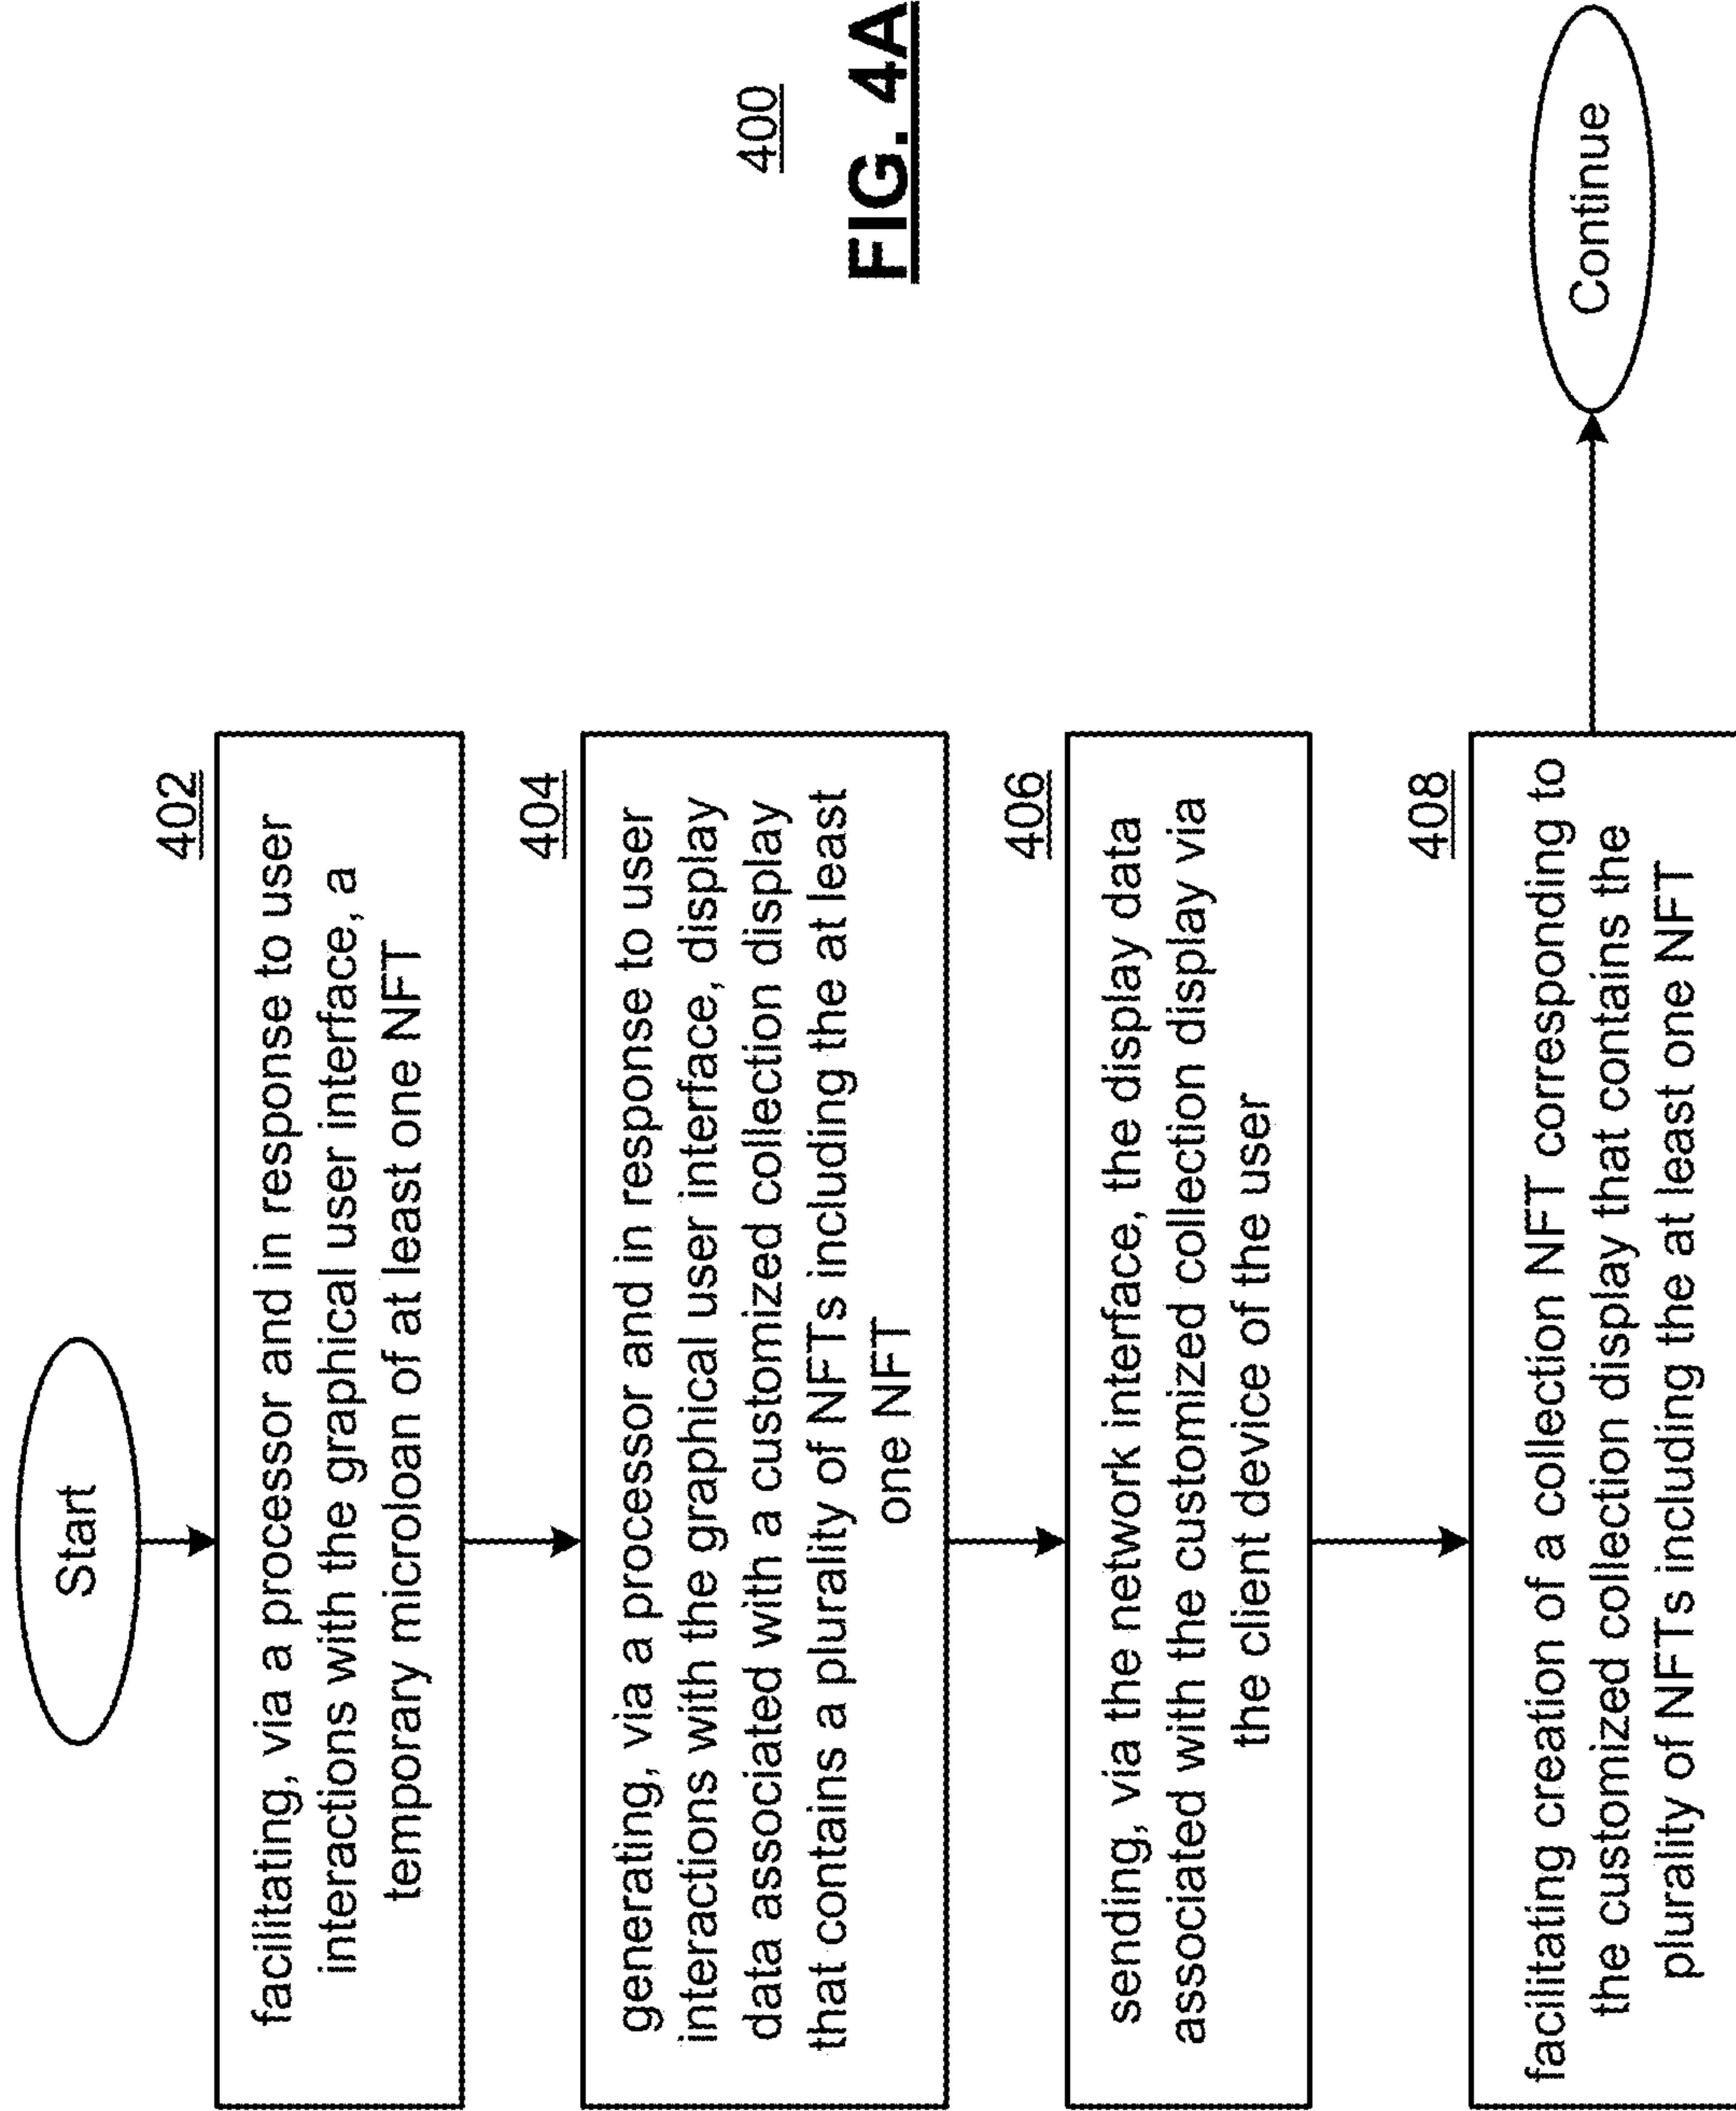 Start
402
facilitating, via a processor and in response to user
interactions with the graphical user interface, a
temporary microloan of at least one NFT
404
generating, via a processor and in response to user
interactions with the graphical user interface, display
data associated with a customized collection display
that contains a plurality of NFTs including the at least
one NFT
406
sending, via the network interface, the display data
associated with the customized collection display via
the client device of the user
408
facilitating creation of a collection NFT corresponding to
the customized collection display that contains the
plurality of NFTs including the at least one NFT
Continue
400
FIG. 4A